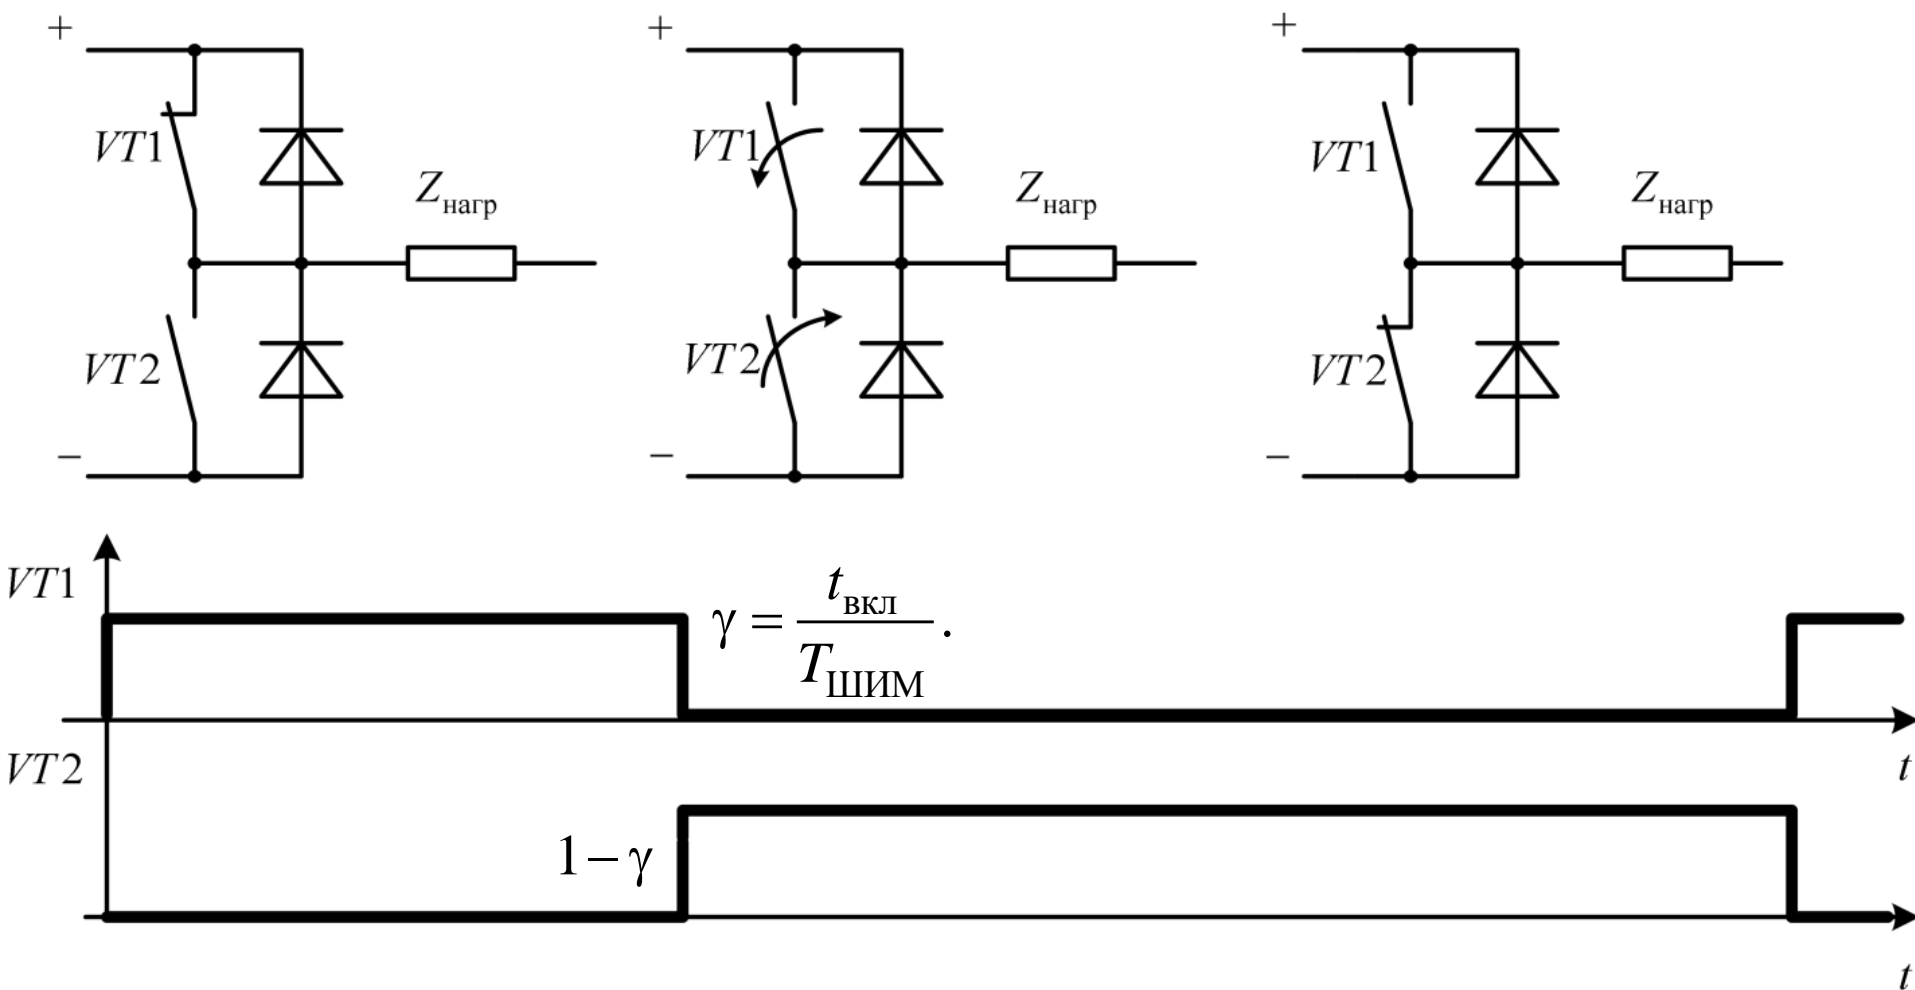 +
VT1
Zнагр
VT2
−
+
VT1
Zнагр
VT2
−
+
VT1
Zнагр
VT2
−
VT1
γ = tвкл / TШИМ .
t
VT2
1−γ
t